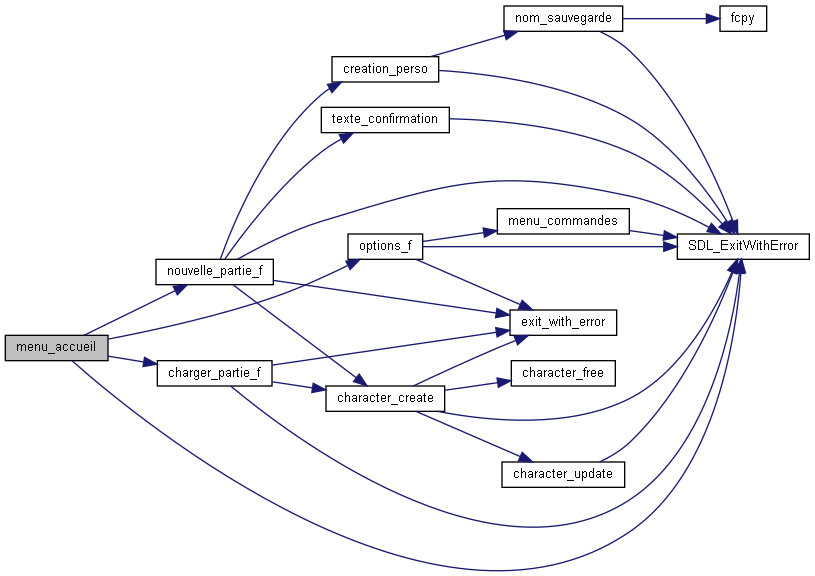 nom_sauvegarde
fcpy
creation_perso
texte_confirmation
menu_commandes
options_f
SDL_ExitWithError
nouvelle_partie_f
exit_with_error
menu_accueil
charger_partie_f
character_free
character_create
character_update